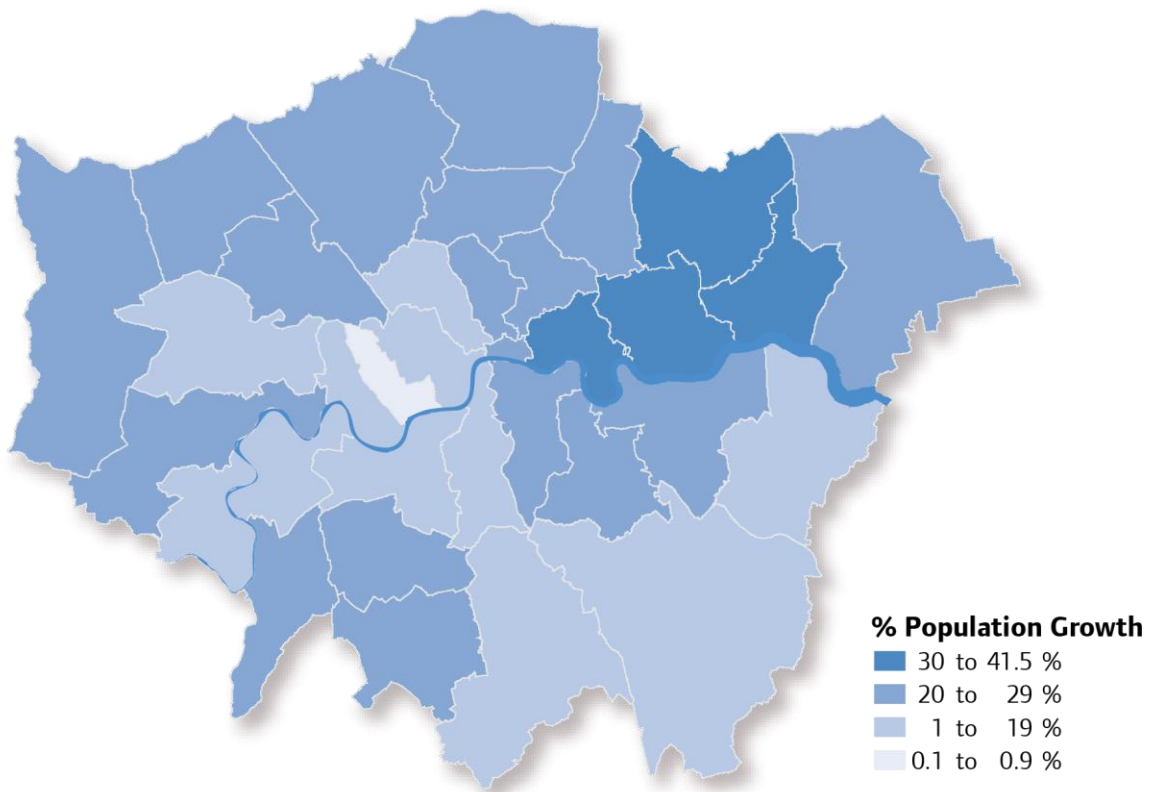 % Population Growth
30 to 41.5 %
20 to 29 %
1 to 19 %
0.1 to 0.9 %